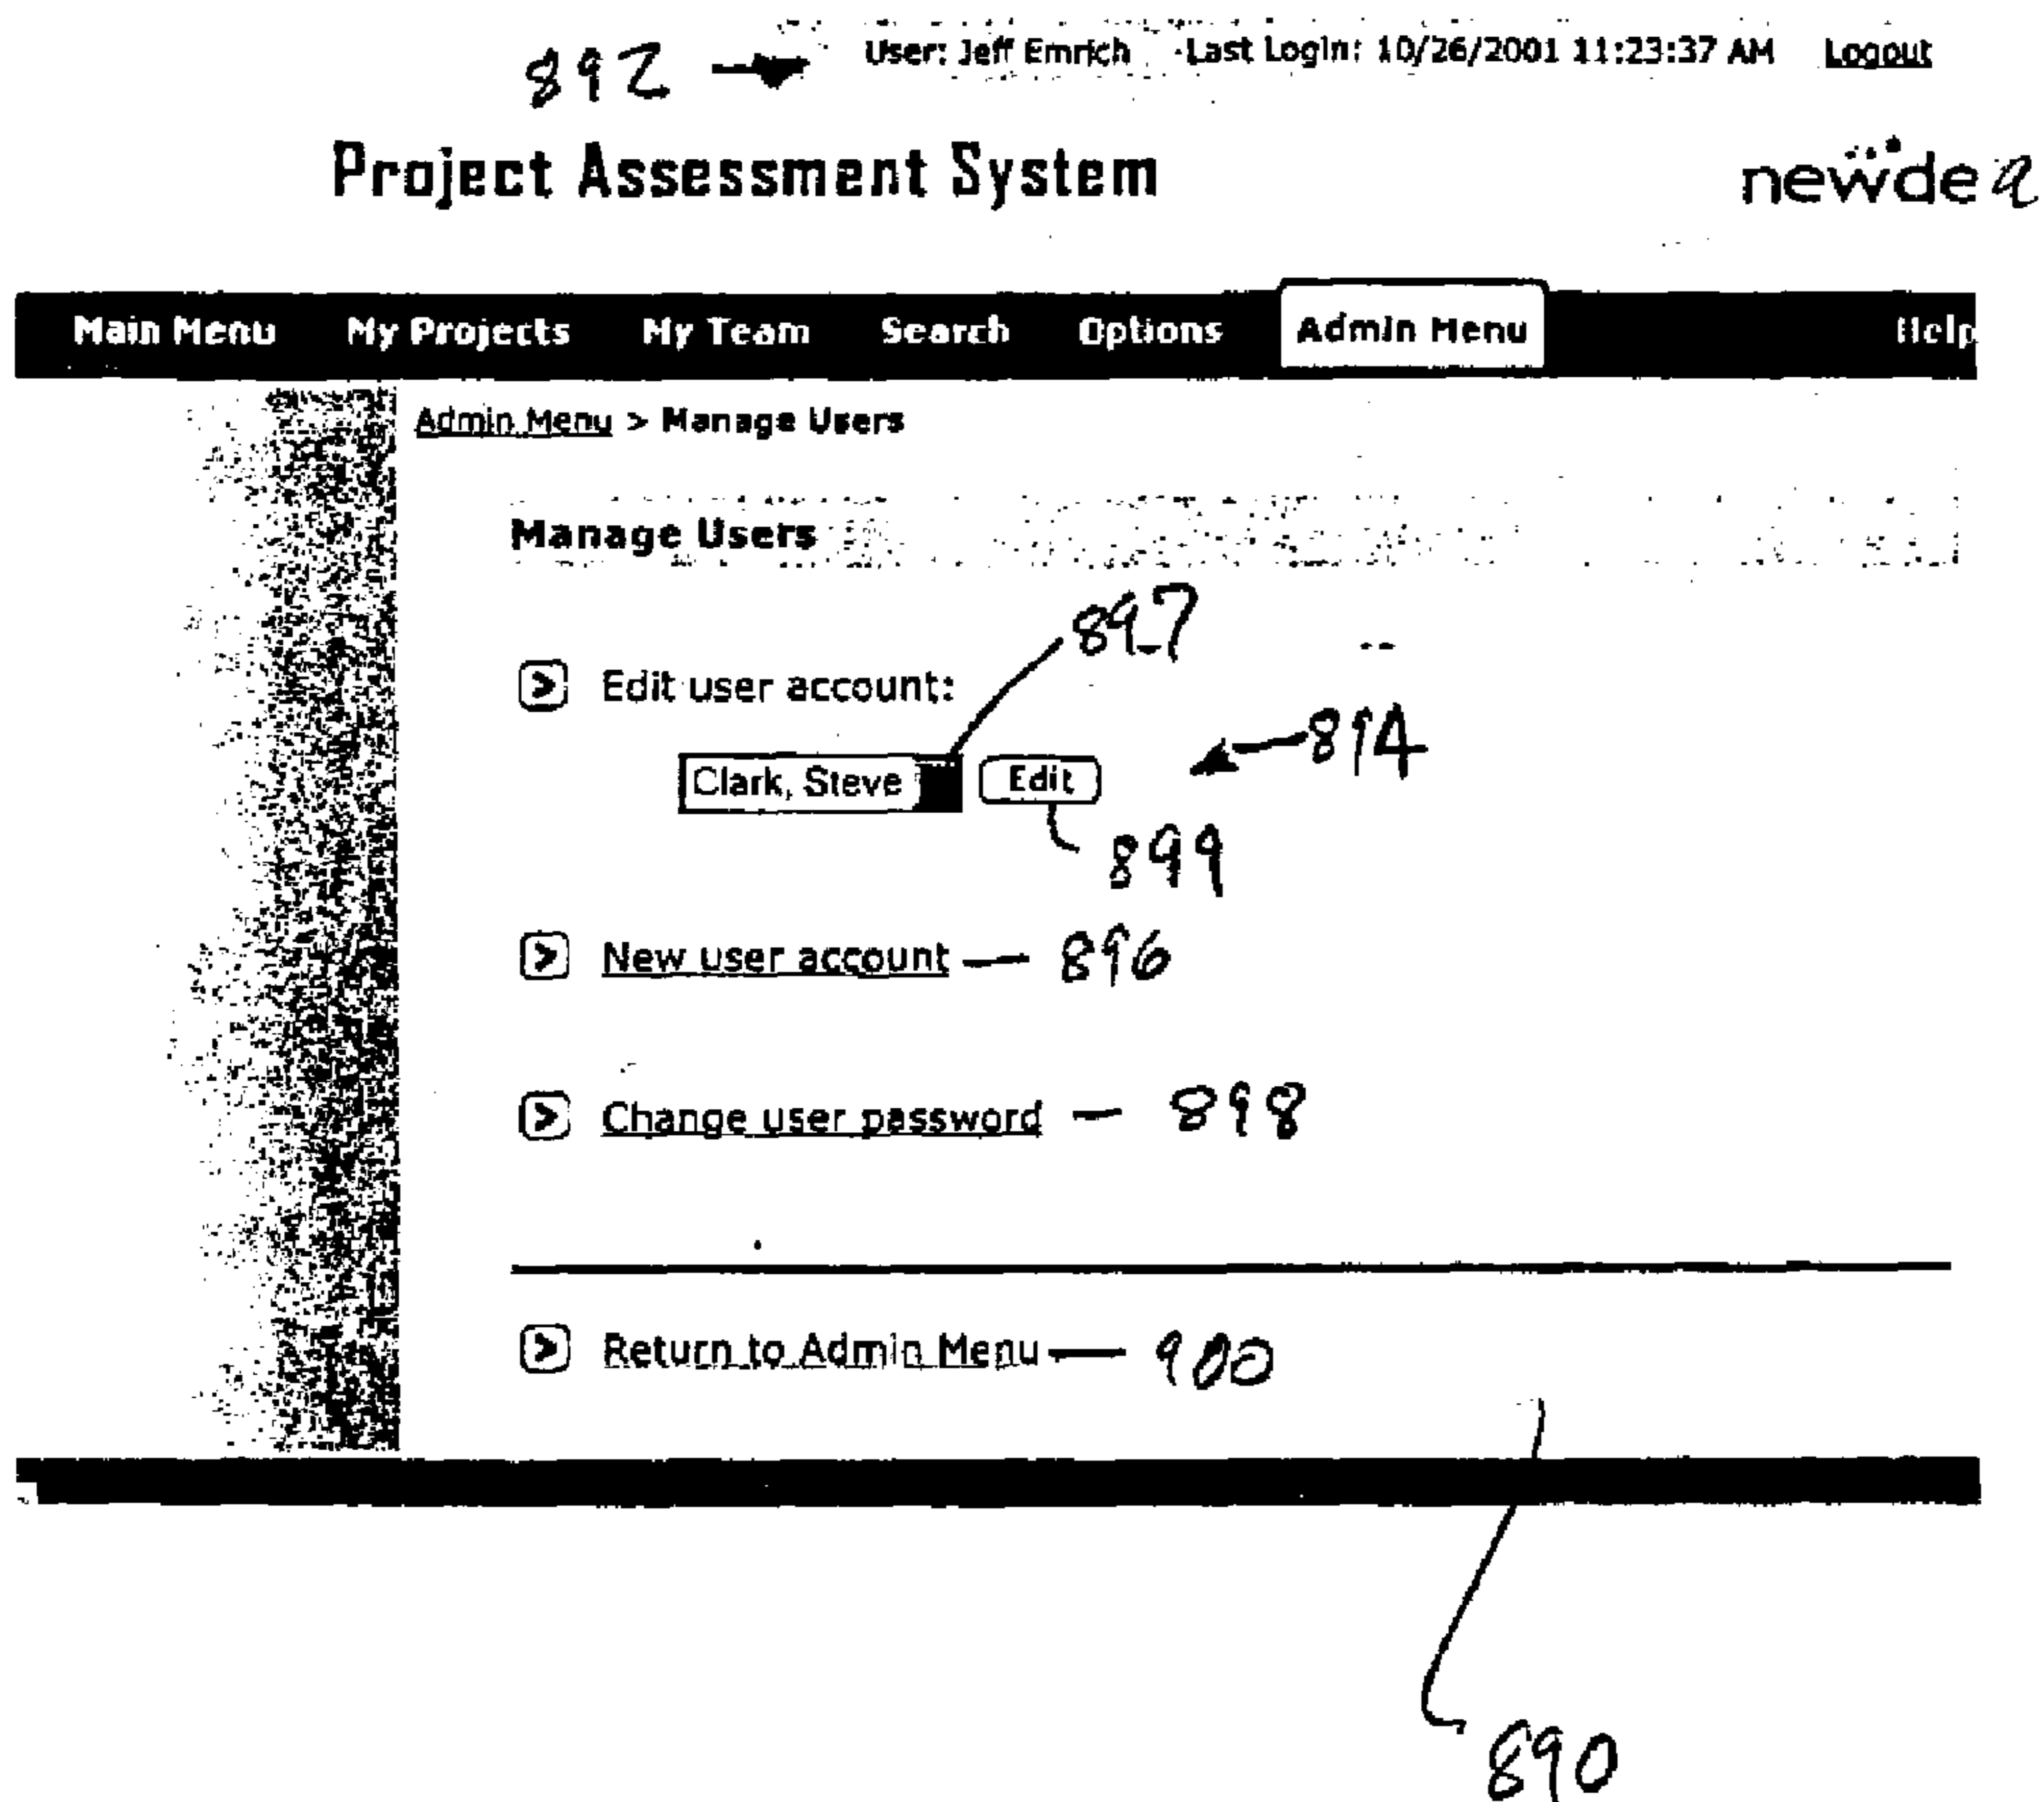 892 User: Jeff Emrich Last Login: 10/26/2001 11:23:37 AM Logout
Project Assessment System newdea
Main Menu My Projects My Team Search Options Admin Menu Help
Admin Menu > Manage Users
Manage Users
897
Edit user account:
894
Clark, Steve Edit
899
New user account 896
Change user password 898
Return to Admin Menu 900
890